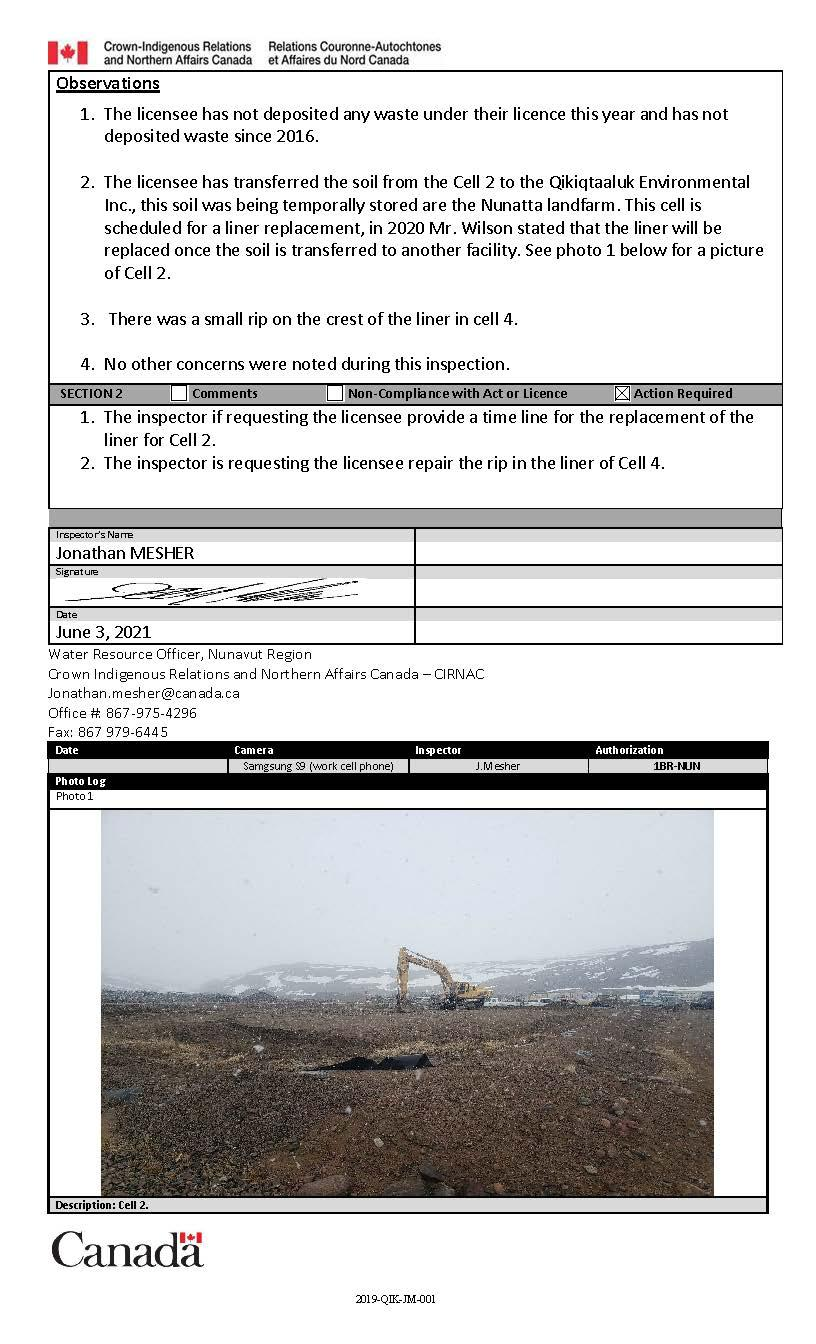 Crown-Indigenous Relations
and Northern Affairs Canada
Relations Couronne-Autochtones
et Affaires du Nord Canada
Observations
1. The licensee has not deposited any waste under their licence this year and has not
deposited waste since 2016.
2. The licensee has transferred the soil from the Cell 2 to the Qikiqtaaluk Environmental
Inc., this soil was being temporally stored are the Nunatta landfarm. This cell is
scheduled for a liner replacement, in 2020 Mr. Wilson stated that the liner will be
replaced once the soil is transferred to another facility. See photo 1 below for a picture
of Cell 2.
3. There was a small rip on the crest of the liner in cell 4.
4. No other concerns were noted during this inspection.
SECTION 2 Comments Non-Compliance with Act or Licence Action Required
1. The inspector if requesting the licensee provide a time line for the replacement of the
liner for Cell 2.
2. The inspector is requesting the licensee repair the rip in the liner of Cell 4.
Inspector's Name
Jonathan MESHER
Signature
Date
June 3, 2021
Water Resource Officer, Nunavut Region
Crown Indigenous Relations and Northern Affairs Canada – CIRNAC
Jonathan.mesher@canada.ca
Office #: 867-975-4296
Fax: 867 979-6445
Date Camera Inspector Authorization
Samgsung S9 (work cell phone) J.Mesher 1BR-NUN
Photo Log
Photo 1
Description: Cell 2.
Canada
2019-QIK-JM-001